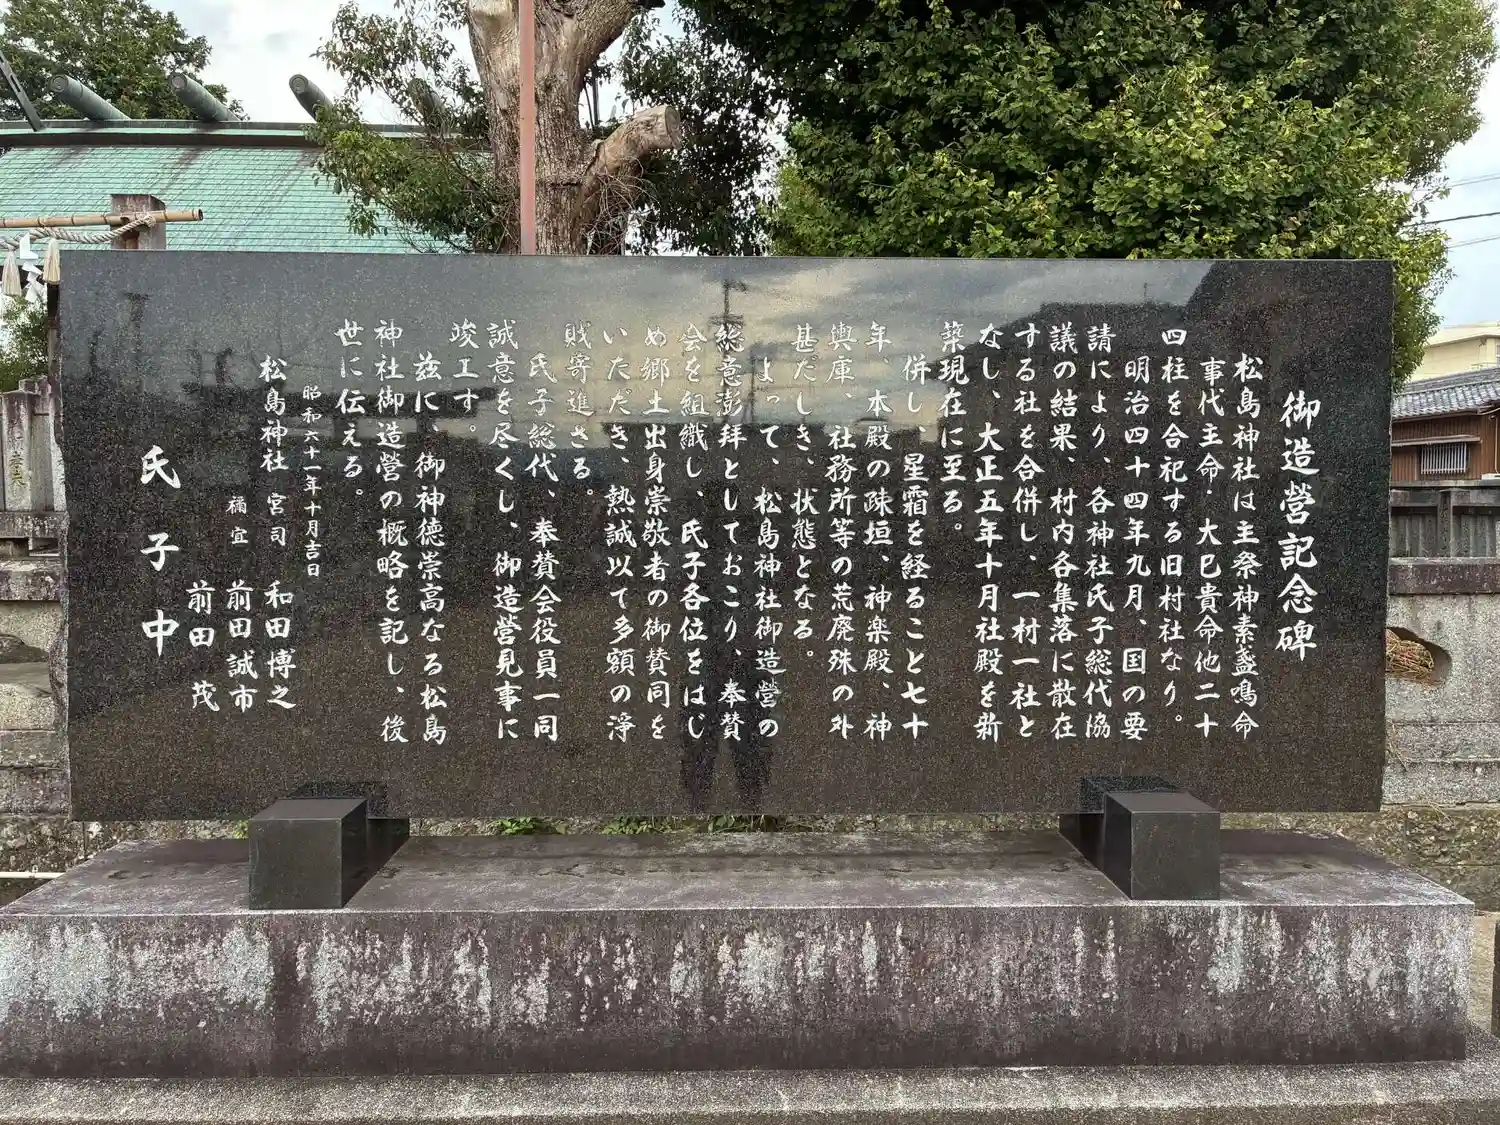 御造営記念碑
松島神社は主祭神素盞鳴命
事代主命・大巳貴命他二十
四柱を合祀する旧村社なり。
明治四十四年九月、国の要
請により、各神社氏子総代協
議の結果、村内各集落に散在
する社を合併し、一村一社と
なし、大正五年十月社殿を新
築現在に至る。
併し、星霜を経ること七十
年、本殿の疎垣、神楽殿、神
輿庫、社務所等の荒廃殊の外
甚だしき、状態となる。
よって、松島神社御造営の
総意澎拝としておこり、奉賛
会を組織し、氏子各位をはじ
め郷土出身崇敬者の御賛同を
いただき、熱誠以て多額の淨
財寄進さる。
氏子総代、奉賛会役員一同
誠意を尽くし、御造営見事に
竣工す。
茲に、御神徳崇高なる松島
神社御造営の概略を記し、後
世に伝える。
昭和六十一年十月吉日
松島神社 宮司 和田博之
禰宜 前田誠市
前田茂
氏子中